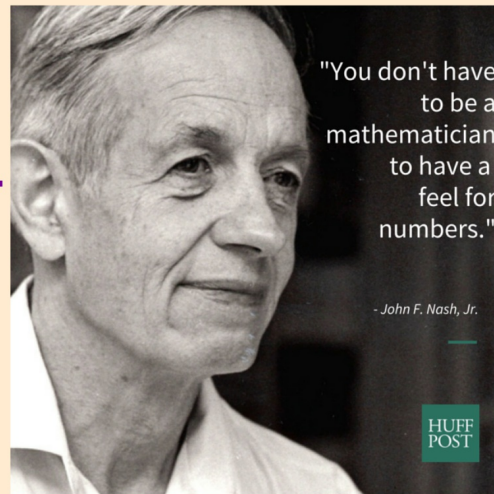 "You don't have
to be a
mathematician
to have a
feel for
numbers."
- John F. Nash, Jr.
HUFF
POST